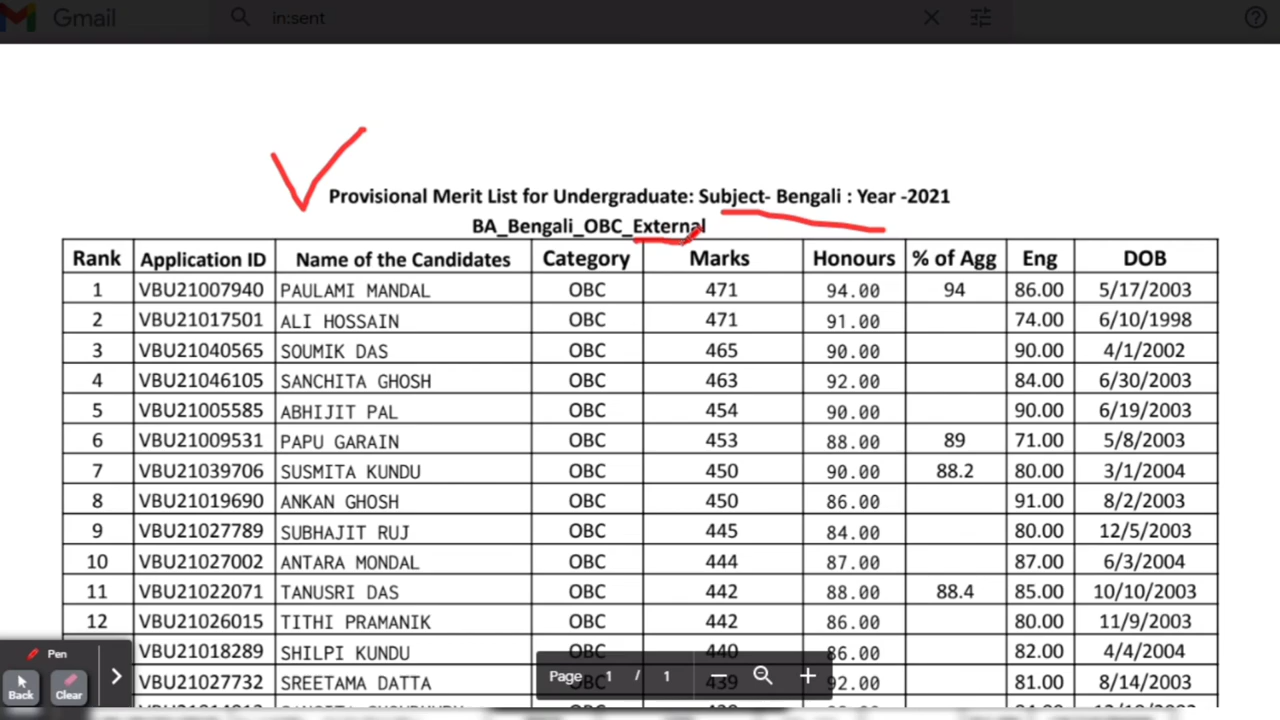 Gmail in:sent
Provisional Merit List for Undergraduate: Subject- Bengali : Year -2021
BA_Bengali_OBC_External
Rank Application ID Name of the Candidates Category Marks Honours % of Agg Eng DOB
1 VBU21007940 PAULAMI MANDAL OBC 471 94.00 94 86.00 5/17/2003
2 VBU21017501 ALI HOSSAIN OBC 471 91.00 74.00 6/10/1998
3 VBU21040565 SOUMIK DAS OBC 465 90.00 90.00 4/1/2002
4 VBU21046105 SANCHITA GHOSH OBC 463 92.00 84.00 6/30/2003
5 VBU21005585 ABHIJIT PAL OBC 454 90.00 90.00 6/19/2003
6 VBU21009531 PAPU GARAIN OBC 453 88.00 89 71.00 5/8/2003
7 VBU21039706 SUSMITA KUNDU OBC 450 90.00 88.2 80.00 3/1/2004
8 VBU21019690 ANKAN GHOSH OBC 450 86.00 91.00 8/2/2003
9 VBU21027789 SUBHAJIT RUJ OBC 445 84.00 80.00 12/5/2003
10 VBU21027002 ANTARA MONDAL OBC 444 87.00 87.00 6/3/2004
11 VBU21022071 TANUSRI DAS OBC 442 88.00 88.4 85.00 10/10/2003
12 VBU21026015 TITHI PRAMANIK OBC 442 86.00 80.00 11/9/2003
VBU21018289 SHILPI KUNDU OBC 440 86.00 82.00 4/4/2004
VBU21027732 SREETAMA DATTA 439 92.00 81.00 8/14/2003
Pen
Back Clear
Page 1 / 1